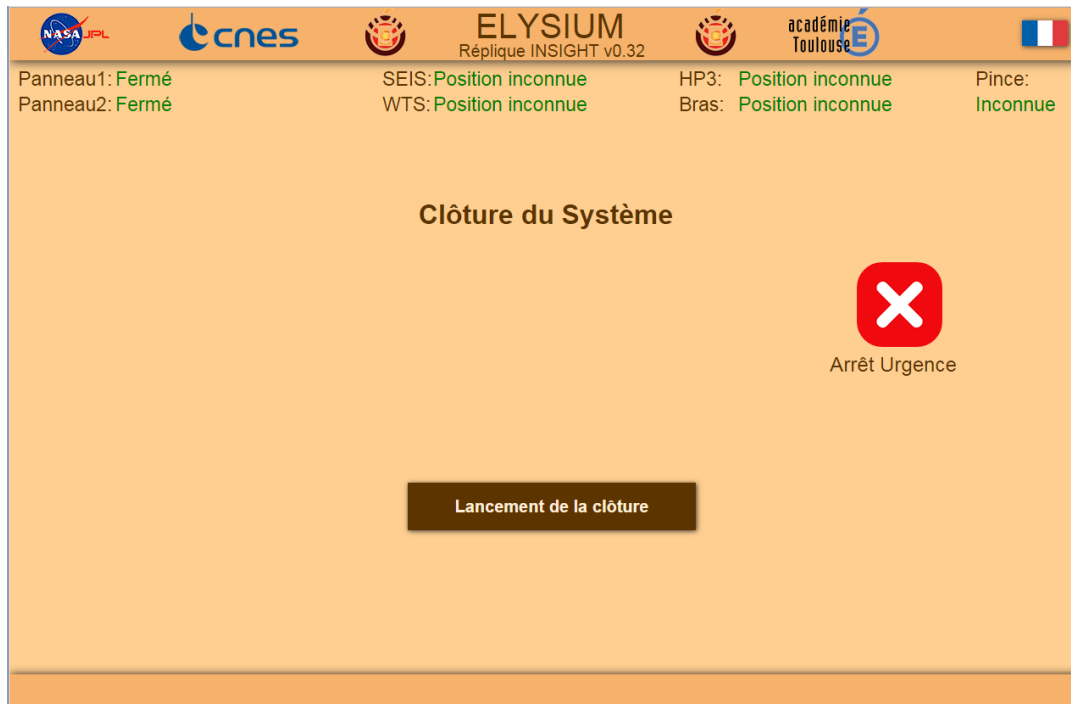 NASA JPL
cnes
ELYSIUM
Réplique INSIGHT v0.32
académie
Toulouse É
Panneau1: Fermé
SEIS: Position inconnue
HP3: Position inconnue
Pince:
Panneau2: Fermé
WTS: Position inconnue
Bras: Position inconnue
Inconnue
Clôture du Système
Arrêt Urgence
Lancement de la clôture